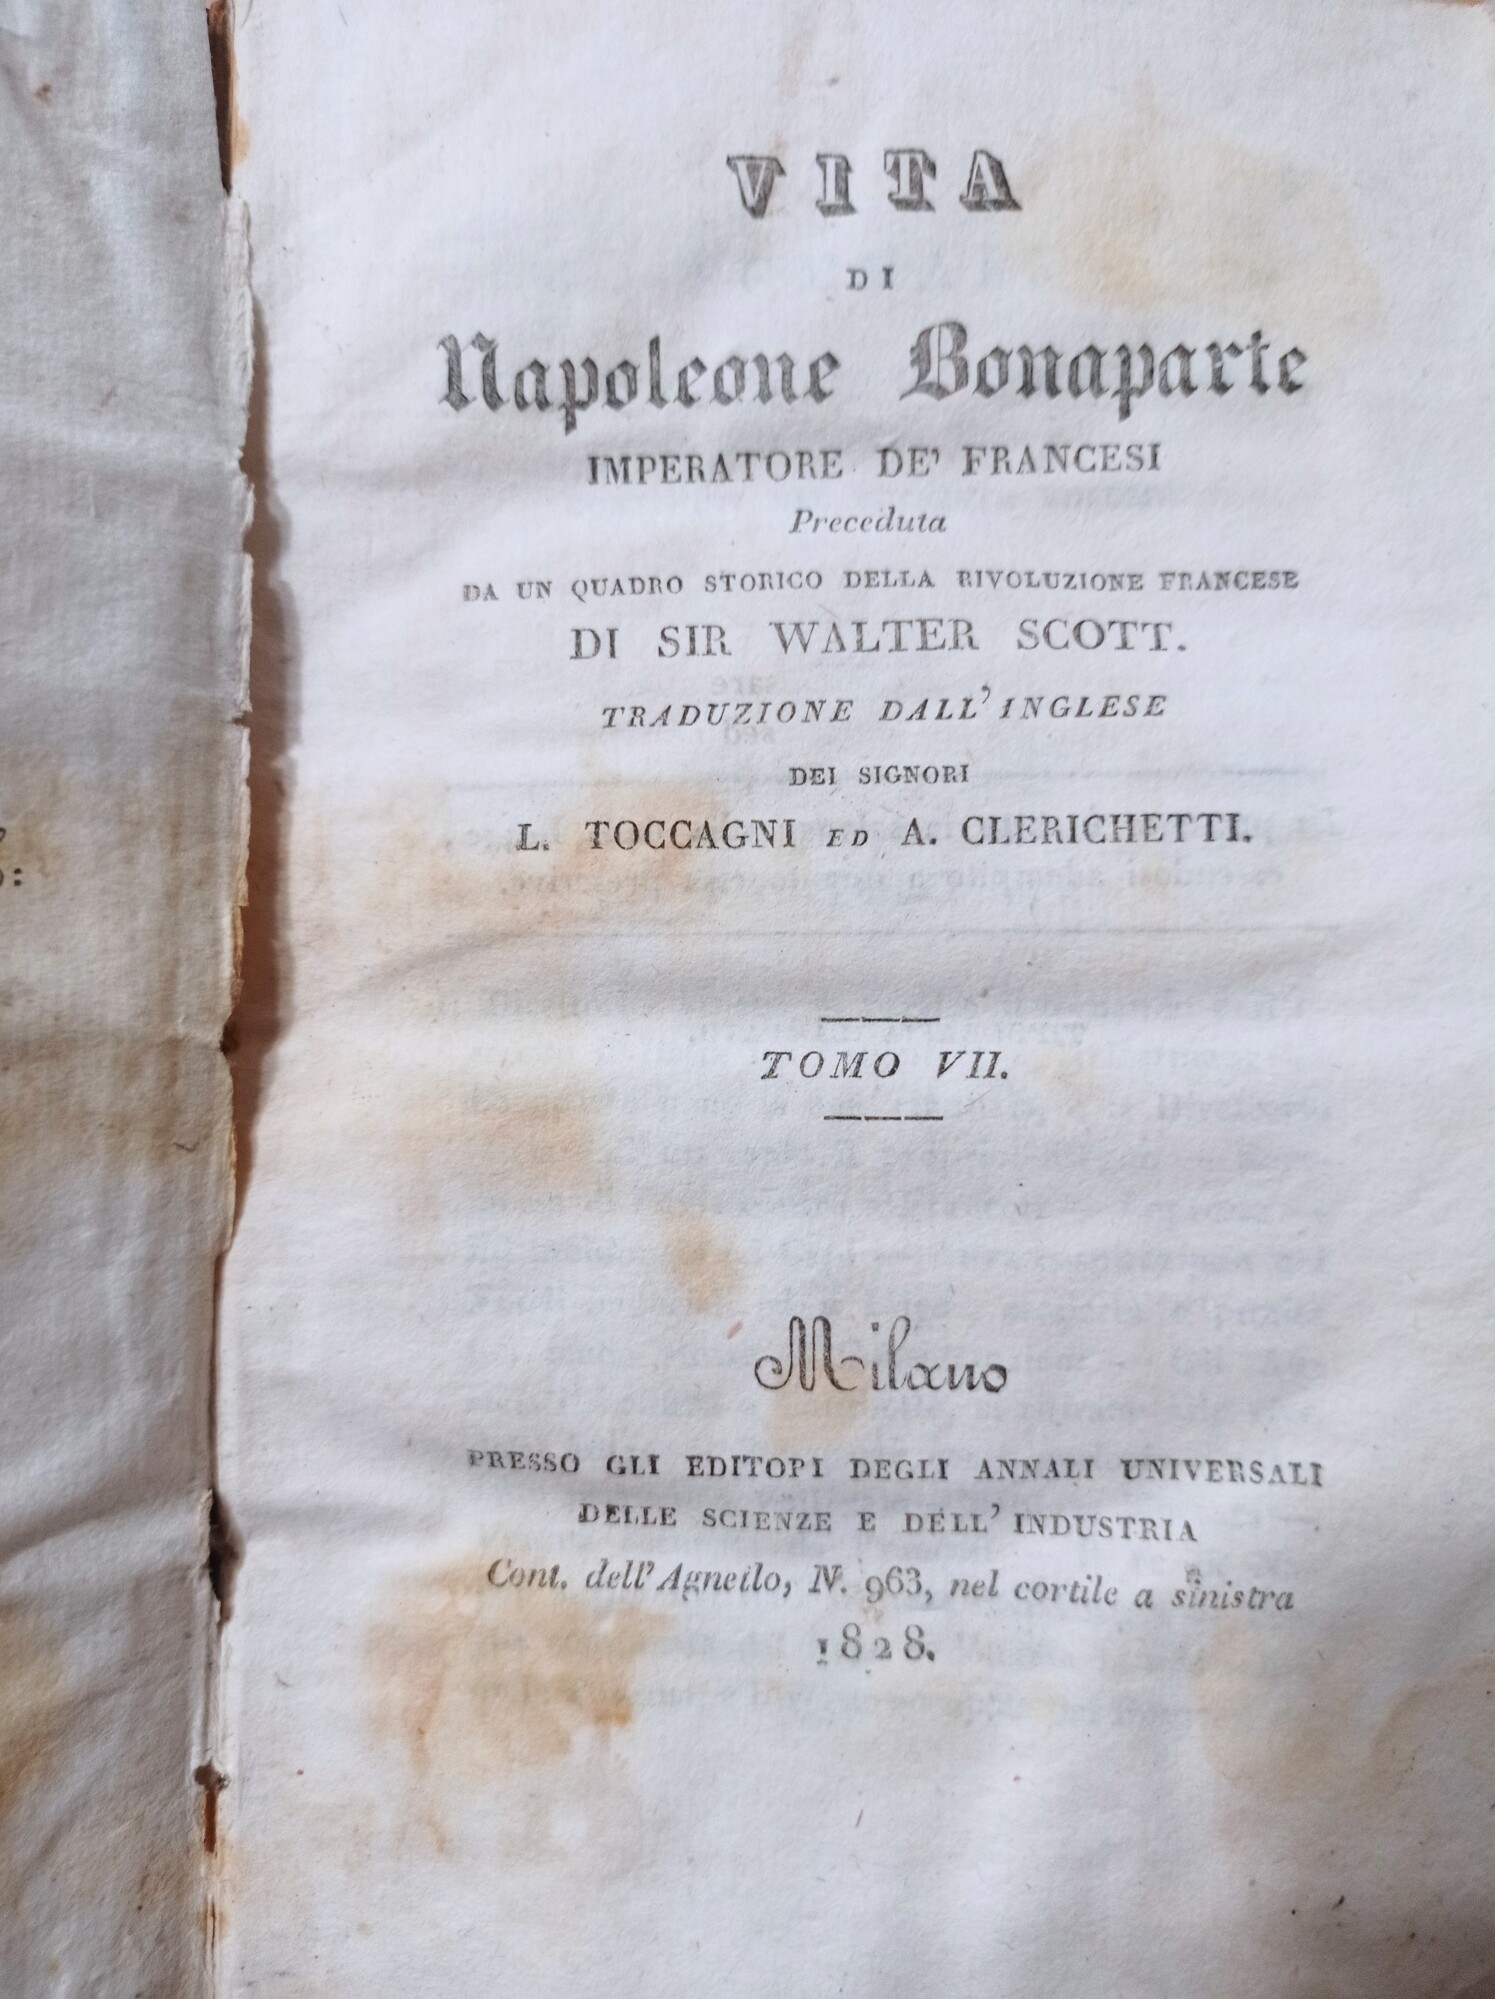 VITA
DI
Napoleone Bonaparte
IMPERATORE DE' FRANCESI
Preceduta
DA UN QUADRO STORICO DELLA RIVOLUZIONE FRANCESE
DI SIR WALTER SCOTT.
TRADUZIONE DALL'INGLESE
DEI SIGNORI
L. TOCCAGNI ED A. CLERICHETTI.
TOMO VII.
Milano
PRESSO GLI EDITORI DEGLI ANNALI UNIVERSALI
DELLE SCIENZE E DELL'INDUSTRIA
Cont. dell'Agnello, N. 963, nel cortile a sinistra
1828.